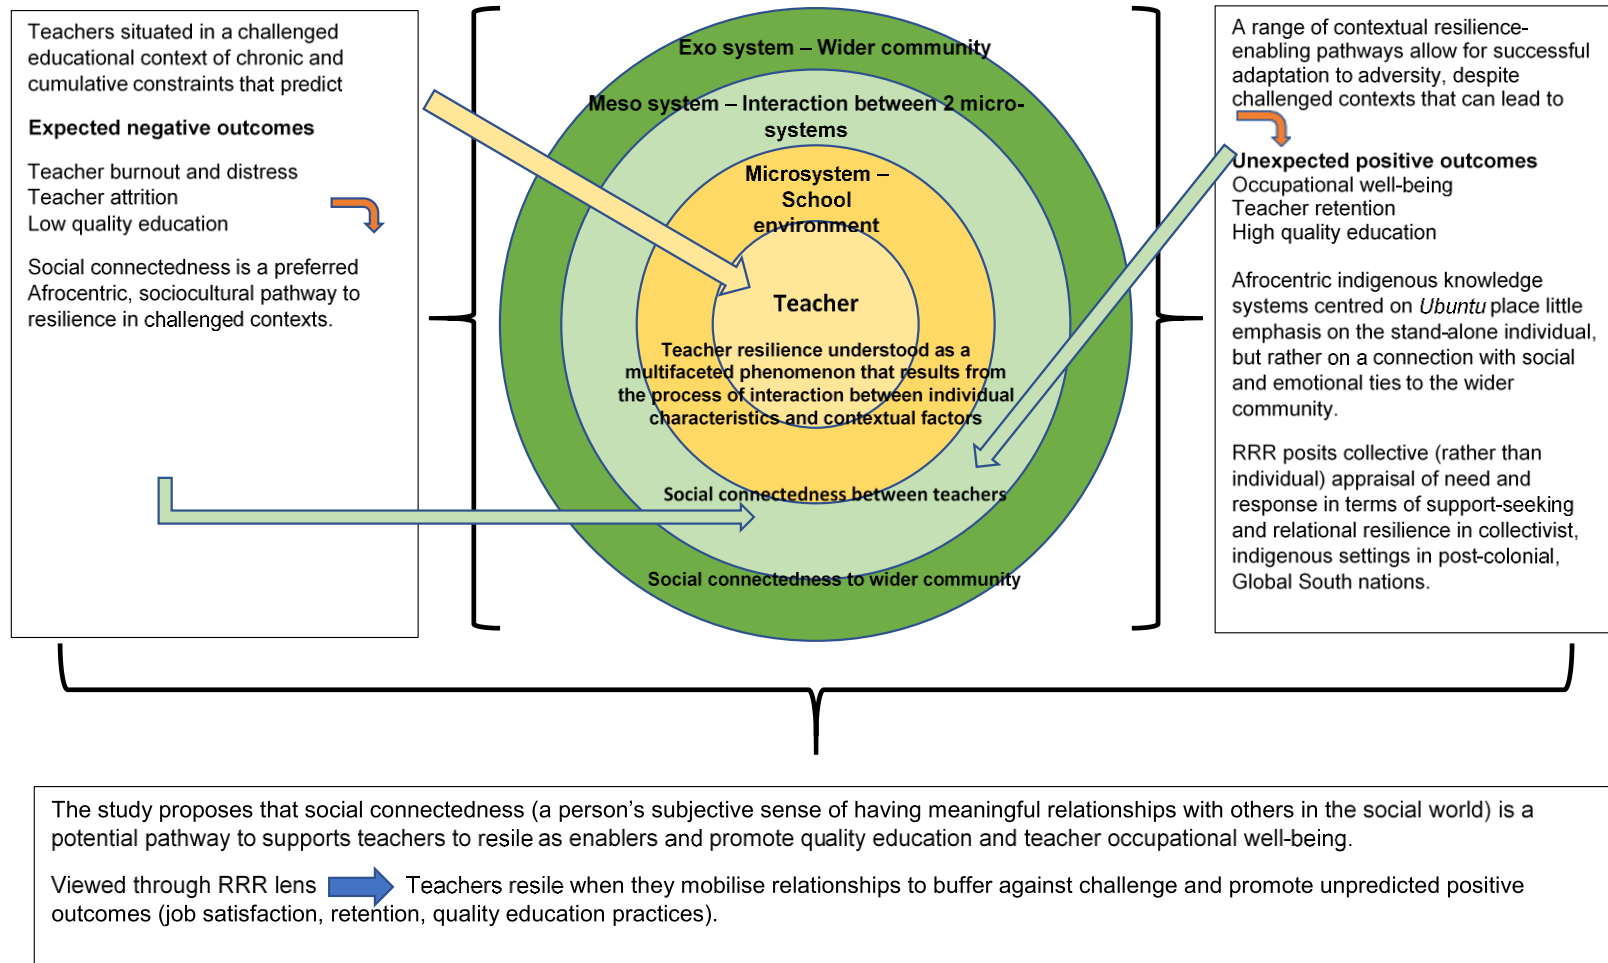 Teachers situated in a challenged
educational context of chronic and
cumulative constraints that predict
Expected negative outcomes
Teacher burnout and distress
Teacher attrition
Low quality education
Social connectedness is a preferred
Afrocentric, sociocultural pathway to
resilience in challenged contexts.
Exo system – Wider community
Meso system – Interaction between 2 micro-
systems
Microsystem –
School
environment
Teacher
Teacher resilience understood as a
multifaceted phenomenon that results from
the process of interaction between individual
characteristics and contextual factors
Social connectedness between teachers
Social connectedness to wider community
A range of contextual resilience-
enabling pathways allow for successful
adaptation to adversity, despite
challenged contexts that can lead to
Unexpected positive outcomes
Occupational well-being
Teacher retention
High quality education
Afrocentric indigenous knowledge
systems centred on Ubuntu place little
emphasis on the stand-alone individual,
but rather on a connection with social
and emotional ties to the wider
community.
RRR posits collective (rather than
individual) appraisal of need and
response in terms of support-seeking
and relational resilience in collectivist,
indigenous settings in post-colonial,
Global South nations.
The study proposes that social connectedness (a person’s subjective sense of having meaningful relationships with others in the social world) is a
potential pathway to supports teachers to resile as enablers and promote quality education and teacher occupational well-being.
Viewed through RRR lens Teachers resile when they mobilise relationships to buffer against challenge and promote unpredicted positive
outcomes (job satisfaction, retention, quality education practices).